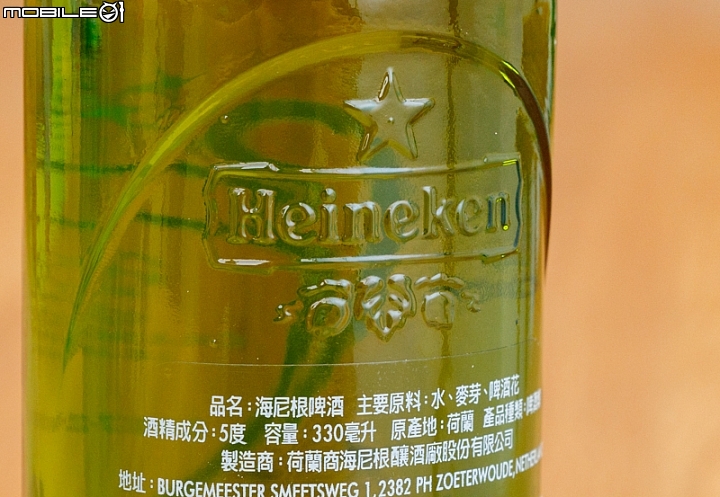 MOBILE01
Heineken
品名：海尼根啤酒 主要原料：水、麥芽、啤酒花
酒精成分：5度 容量：330毫升 原產地：荷蘭 產品種類：啤酒
製造商：荷蘭商海尼根釀酒廠股份有限公司
地址：BURGEMEESTER SMEETSWEG 1, 2382 PH ZOETERWOUDE,